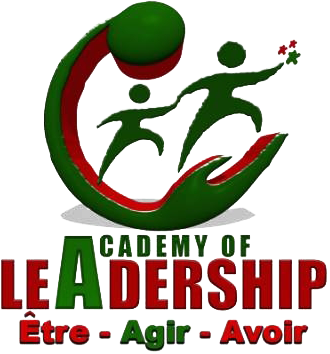 ACADEMY OF
LEADERSHIP
Être - Agir - Avoir